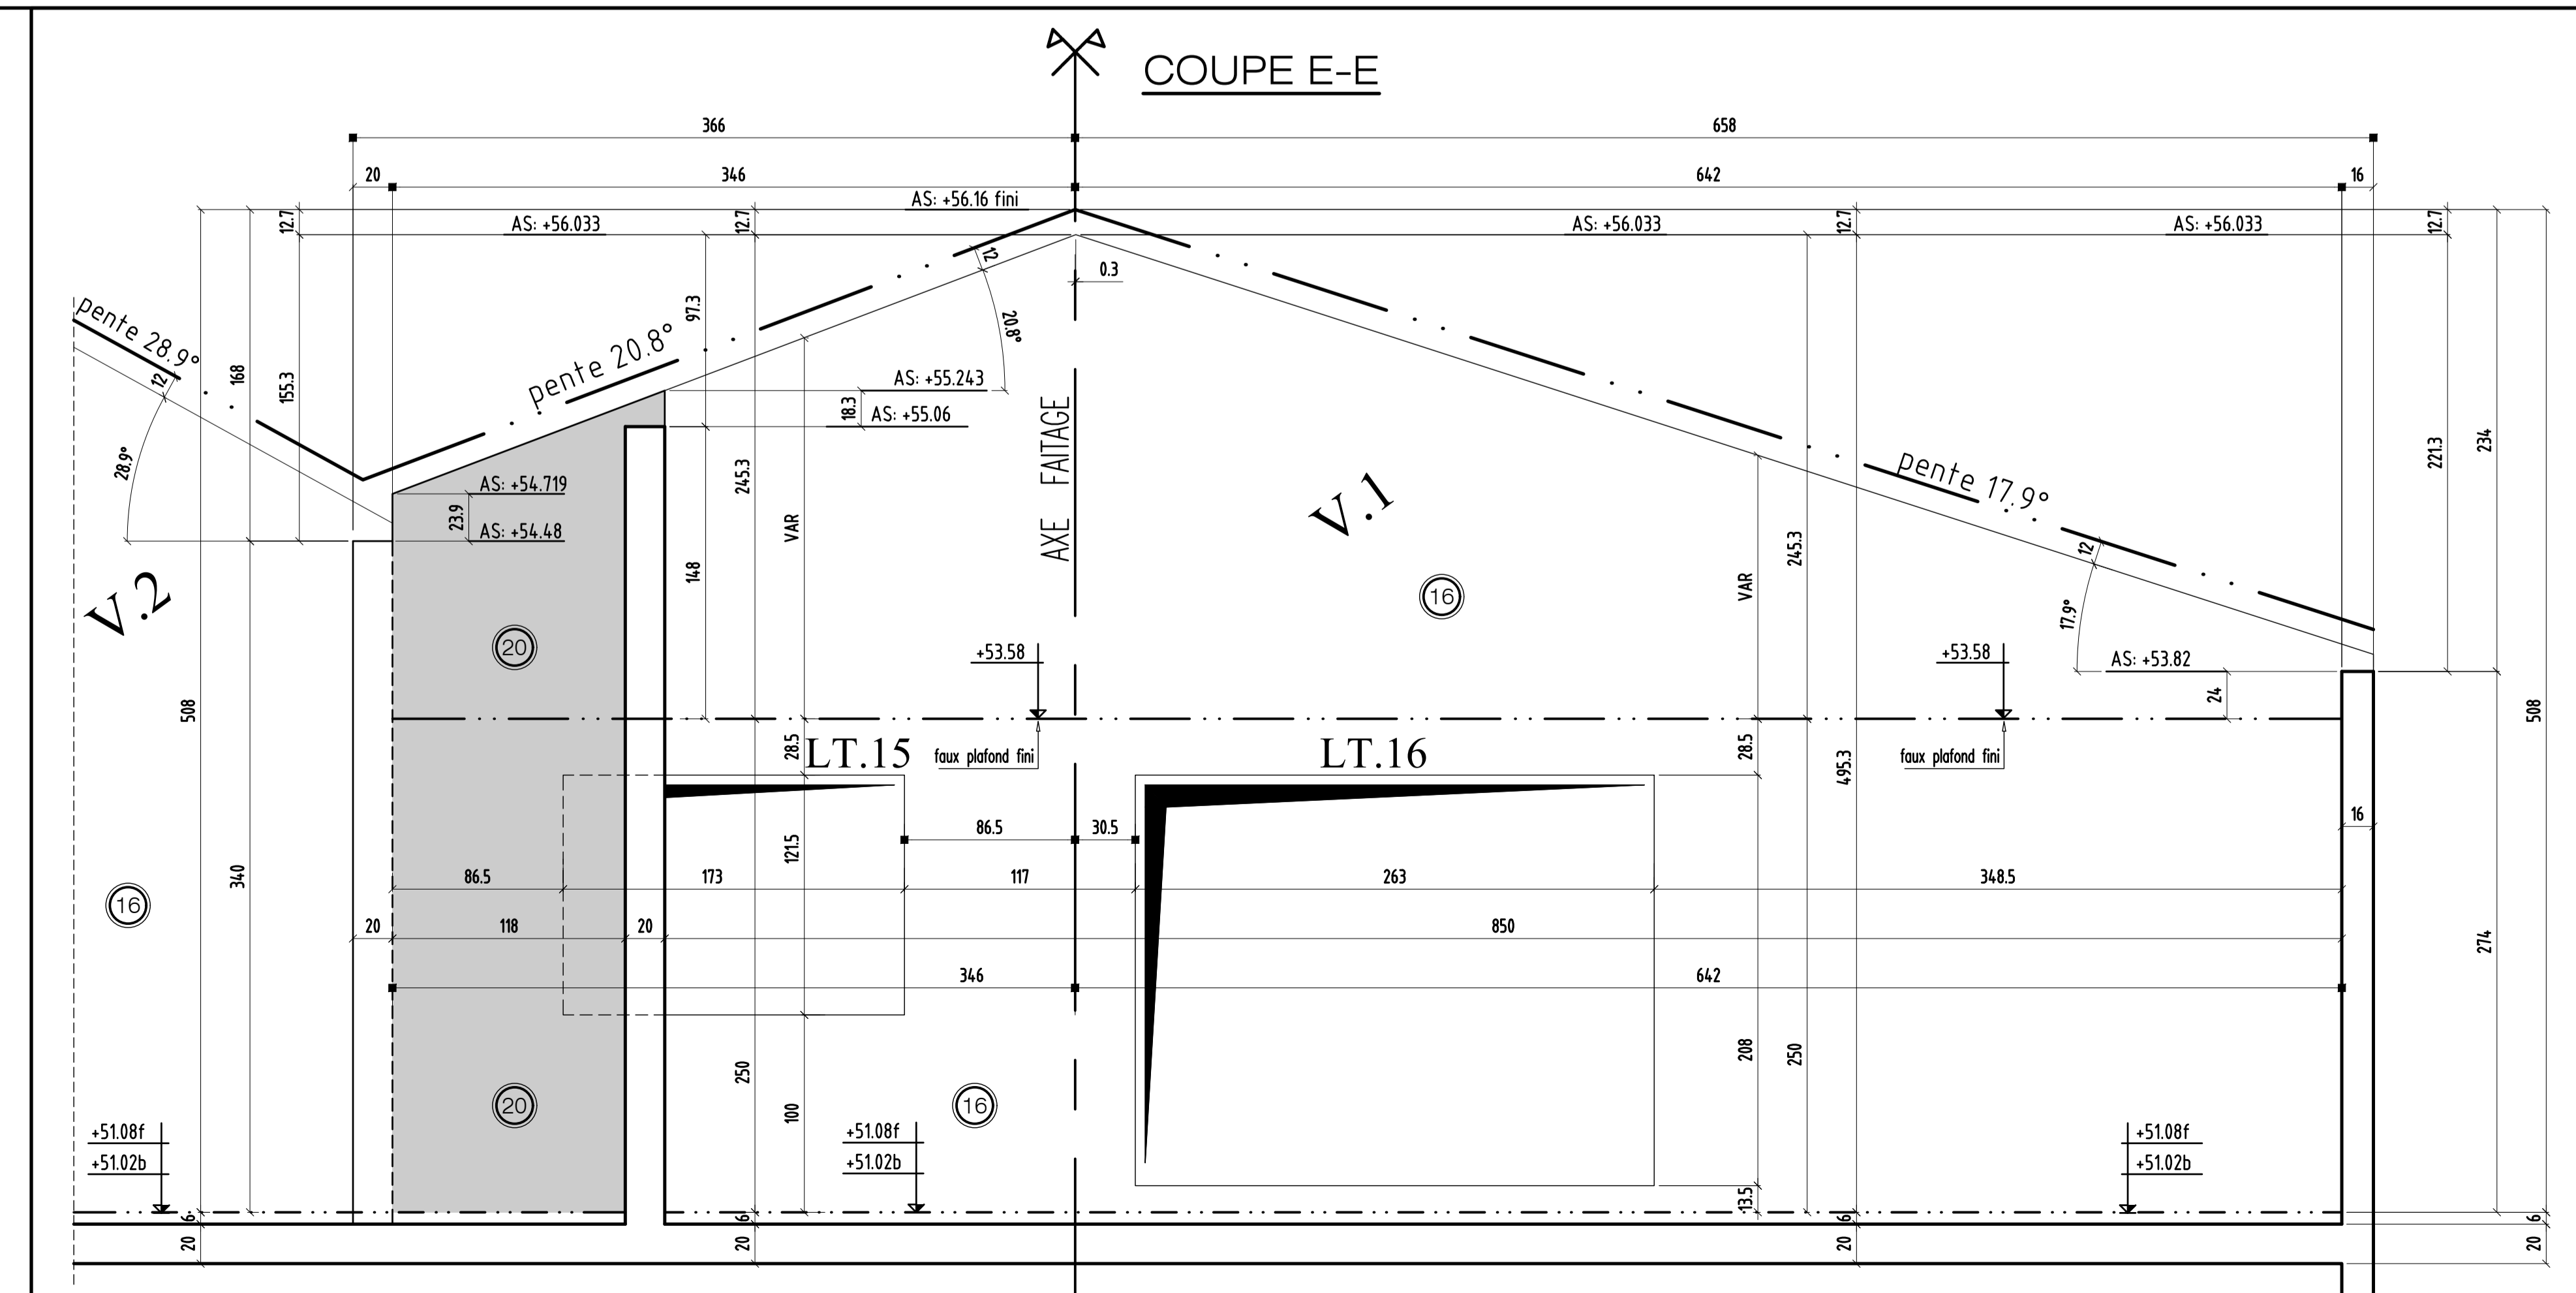 COUPE E-E
366 658
20 346 642 16
AS: +56.16 fini
12.7 12.7 12.7 12.7
AS: +56.033 AS: +56.033 AS: +56.033
12 0.3
97.3
20.8°
pente 28.9°
pente 20.8°
12
168 155.3
AS: +55.243
18.3
AS: +55.06
AXE FAITAGE
V.1
pente 17.9°
234
221.3
28.9°
AS: +54.719
23.9
AS: +54.48
245.3
VAR
148
245.3
VAR
12
17.9°
16
V.2
20
+53.58
+53.58
AS: +53.82
24
508
508
28.5
LT.15
faux plafond fini
LT.16
28.5
495.3
faux plafond fini
16
121.5
86.5 30.5
340
86.5 173 117 263 348.5
16
20 118 20 850
274
346 642
250
100
208
250
20
16
+51.08f
+51.02b
+51.08f
+51.02b
+51.08f
+51.02b
13.5
6 6 6 6
20 20 20 20